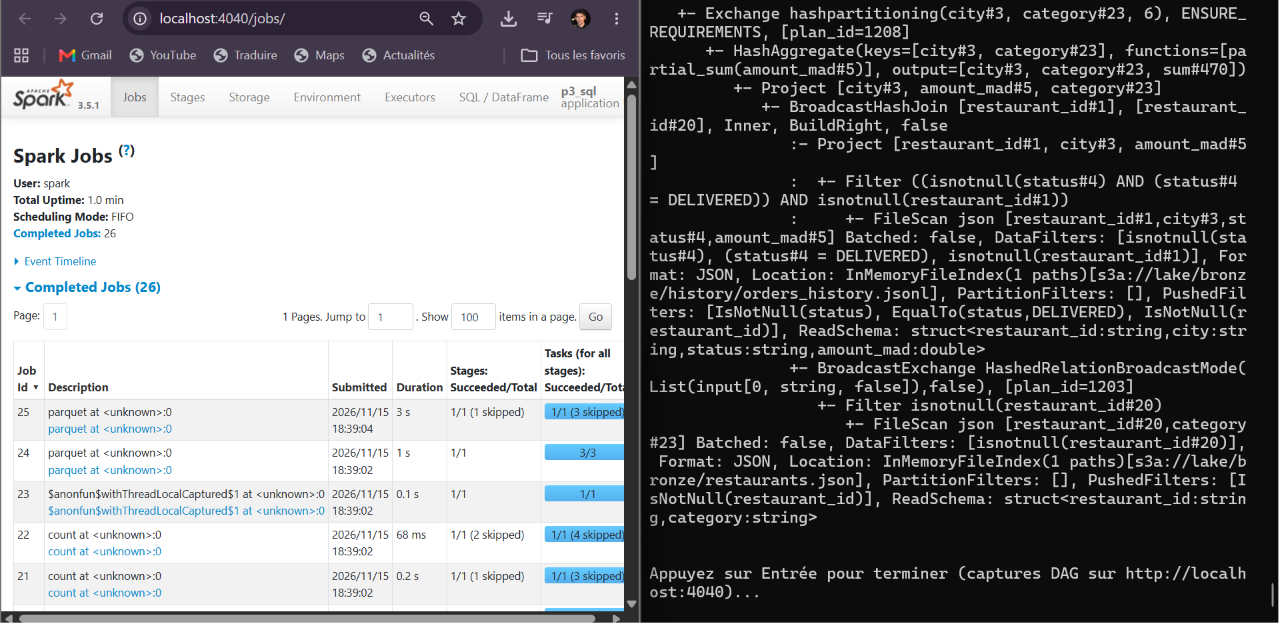 localhost:4040/jobs/
Gmail YouTube Traduire Maps Actualités Tous les favoris
APACHE Spark 3.5.1 Jobs Stages Storage Environment Executors SQL / DataFrame p3_sql application
Spark Jobs (?)
User: spark
Total Uptime: 1.0 min
Scheduling Mode: FIFO
Completed Jobs: 26
Event Timeline
Completed Jobs (26)
Page: 1 1 Pages. Jump to 1 . Show 100 items in a page. Go
Job Id ▾ Description Submitted Duration Stages: Succeeded/Total Tasks (for all stages): Succeeded/Tota
25 parquet at <unknown>:0 2026/11/15 3 s 1/1 (1 skipped) 1/1 (3 skipped)
parquet at <unknown>:0 18:39:04
24 parquet at <unknown>:0 2026/11/15 1 s 1/1 3/3
parquet at <unknown>:0 18:39:02
23 $anonfun$withThreadLocalCaptured$1 at <unknown>:0 2026/11/15 0.1 s 1/1 1/1
$anonfun$withThreadLocalCaptured$1 at <unknown>:0 18:39:02
22 count at <unknown>:0 2026/11/15 68 ms 1/1 (2 skipped) 1/1 (4 skipped)
count at <unknown>:0 18:39:02
21 count at <unknown>:0 2026/11/15 0.2 s 1/1 (1 skipped) 1/1 (3 skipped)
count at <unknown>:0 18:39:02
+- Exchange hashpartitioning(city#3, category#23, 6), ENSURE_
REQUIREMENTS, [plan_id=1208]
+- HashAggregate(keys=[city#3, category#23], functions=[pa
rtial_sum(amount_mad#5)], output=[city#3, category#23, sum#470])
+- Project [city#3, amount_mad#5, category#23]
+- BroadcastHashJoin [restaurant_id#1], [restaurant_
id#20], Inner, BuildRight, false
:- Project [restaurant_id#1, city#3, amount_mad#5
]
: +- Filter ((isnotnull(status#4) AND (status#4
= DELIVERED)) AND isnotnull(restaurant_id#1))
: +- FileScan json [restaurant_id#1,city#3,st
atus#4,amount_mad#5] Batched: false, DataFilters: [isnotnull(sta
tus#4), (status#4 = DELIVERED), isnotnull(restaurant_id#1)], For
mat: JSON, Location: InMemoryFileIndex(1 paths)[s3a://lake/bronz
e/history/orders_history.jsonl], PartitionFilters: [], PushedFil
ters: [IsNotNull(status), EqualTo(status,DELIVERED), IsNotNull(r
estaurant_id)], ReadSchema: struct<restaurant_id:string,city:str
ing,status:string,amount_mad:double>
+- BroadcastExchange HashedRelationBroadcastMode(
List(input[0, string, false]),false), [plan_id=1203]
+- Filter isnotnull(restaurant_id#20)
+- FileScan json [restaurant_id#20,category
#23] Batched: false, DataFilters: [isnotnull(restaurant_id#20)],
Format: JSON, Location: InMemoryFileIndex(1 paths)[s3a://lake/b
ronze/restaurants.json], PartitionFilters: [], PushedFilters: [I
sNotNull(restaurant_id)], ReadSchema: struct<restaurant_id:strin
g,category:string>
Appuyez sur Entrée pour terminer (captures DAG sur http://localh
ost:4040)...